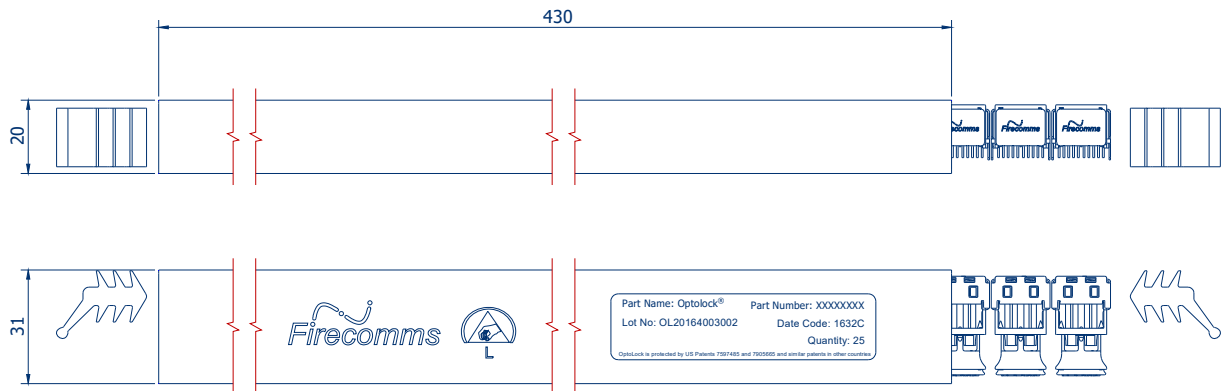 430
20
Firecomms
Firecomms
Firecomms
31
Firecomms
L
Part Name: Optolock®
Part Number: XXXXXXXX
Lot No: OL20164003002
Date Code: 1632C
Quantity: 25
OptoLock is protected by US Patents 7597485 and 7905665 and similar patents in other countries